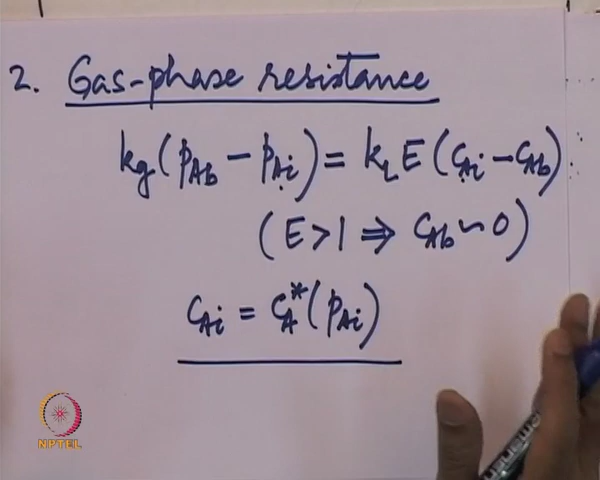 2. Gas-phase resistance
kg (pAb − pAi) = kL E (CAi − CAb)
(E > 1 ⇒ CAb ∽ 0)
CAi = CA* (pAi)
NPTEL